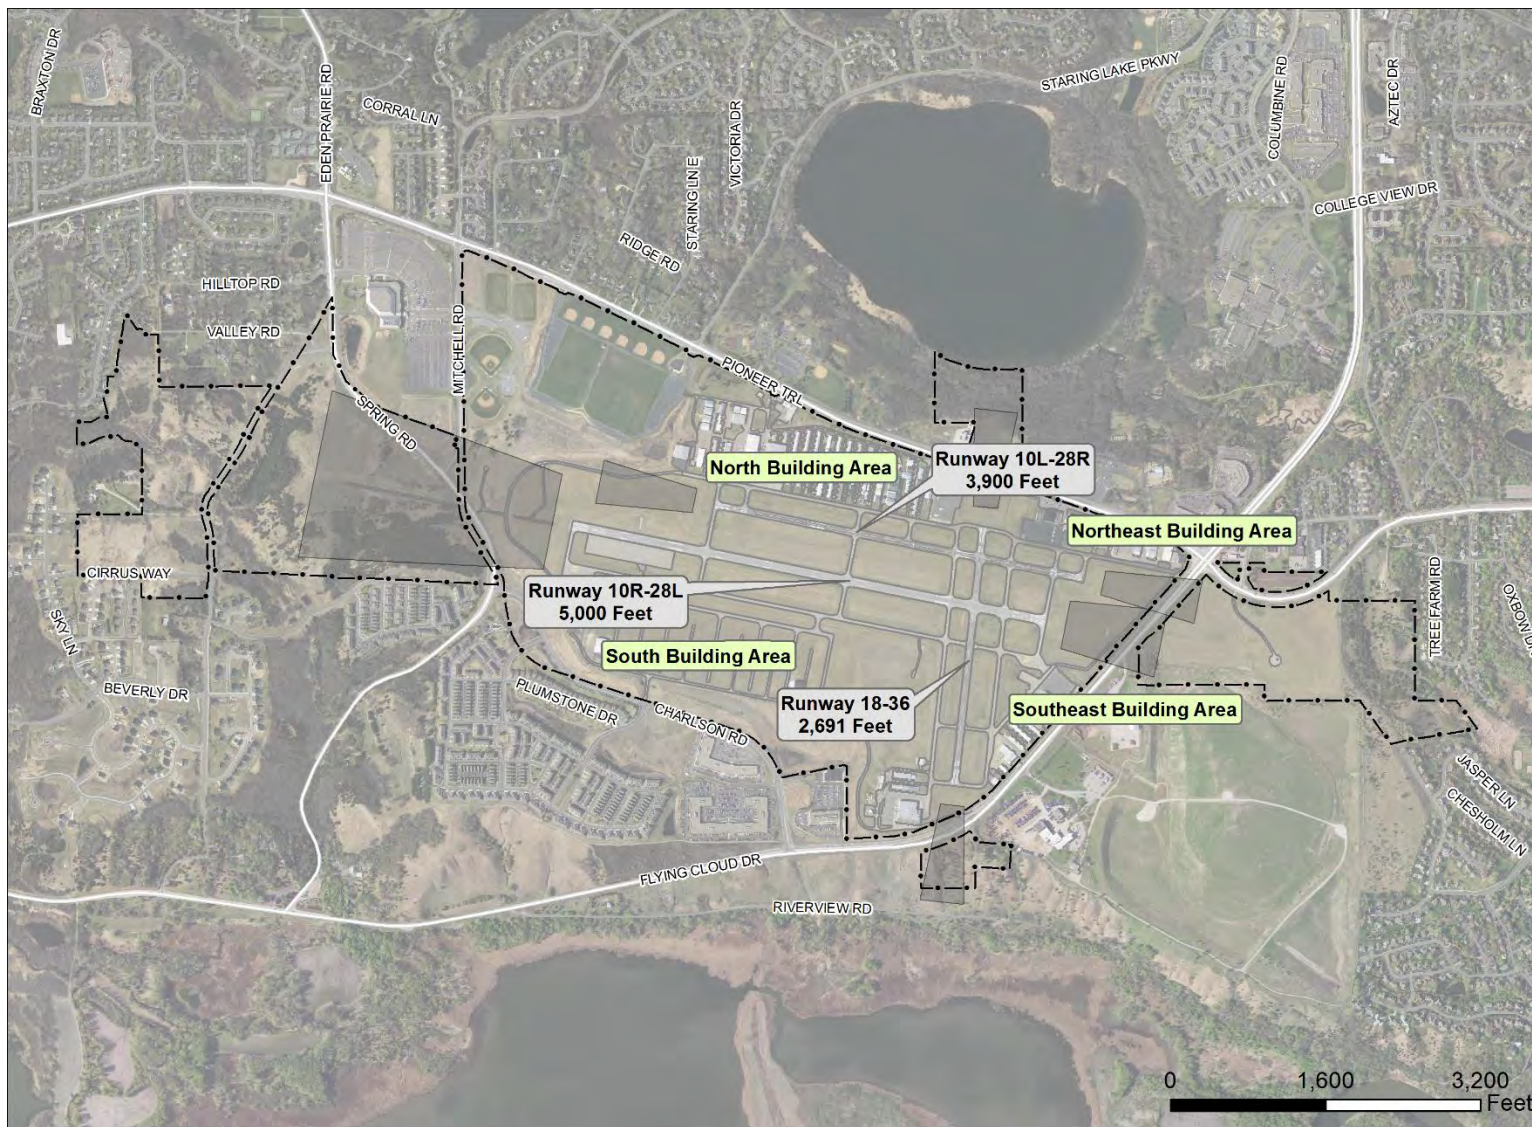 BRAXTON DR
EDEN PRAIRIE RD
CORRAL LN
STARING LN E
VICTORIA DR
RIDGE RD
STARING LAKE PKWY
COLUMBINE RD
AZTEC DR
COLLEGE VIEW DR
HILLTOP RD
VALLEY RD
MITCHELL RD
SPRING RD
PIONEER TRL
North Building Area
Runway 10L-28R
3,900 Feet
Northeast Building Area
CIRRUS WAY
SKY LN
BEVERLY DR
Runway 10R-28L
5,000 Feet
South Building Area
Runway 18-36
2,691 Feet
Southeast Building Area
TREE FARM RD
OXBOW DR
PLUMSTONE DR
CHARLSON RD
JASPER LN
CHESHOLM LN
FLYING CLOUD DR
RIVERVIEW RD
0 1,600 3,200
Feet